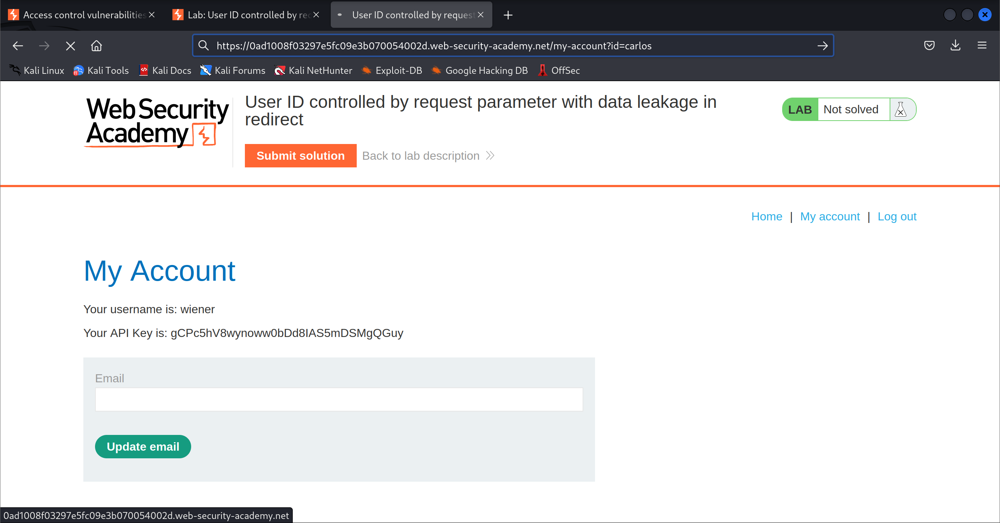 Access control vulnerabilities
Lab: User ID controlled by rec
User ID controlled by request
https://0ad1008f03297e5fc09e3b070054002d.web-security-academy.net/my-account?id=carlos
Kali Linux Kali Tools Kali Docs Kali Forums Kali NetHunter Exploit-DB Google Hacking DB OffSec
Web Security
Academy
User ID controlled by request parameter with data leakage in
redirect
LAB Not solved
Submit solution Back to lab description
Home | My account | Log out
My Account
Your username is: wiener
Your API Key is: gCPc5hV8wynoww0bDd8IAS5mDSMgQGuy
Email
Update email
0ad1008f03297e5fc09e3b070054002d.web-security-academy.net